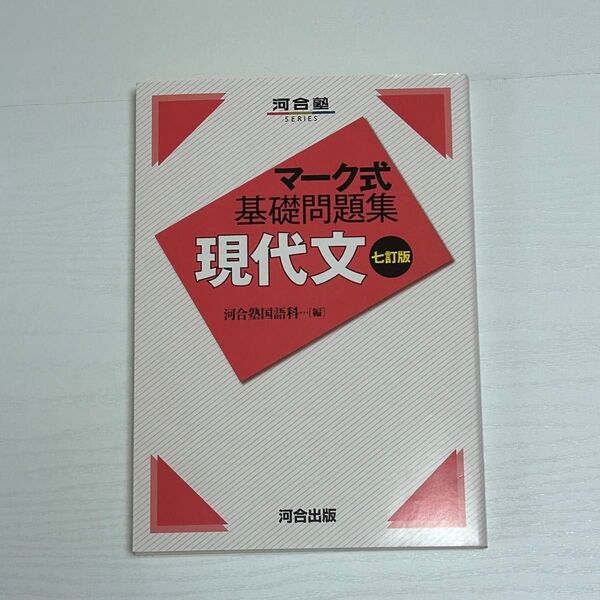 河合塾
SERIES
マーク式
基礎問題集
現代文 七訂版
河合塾国語科…[編]
河合出版